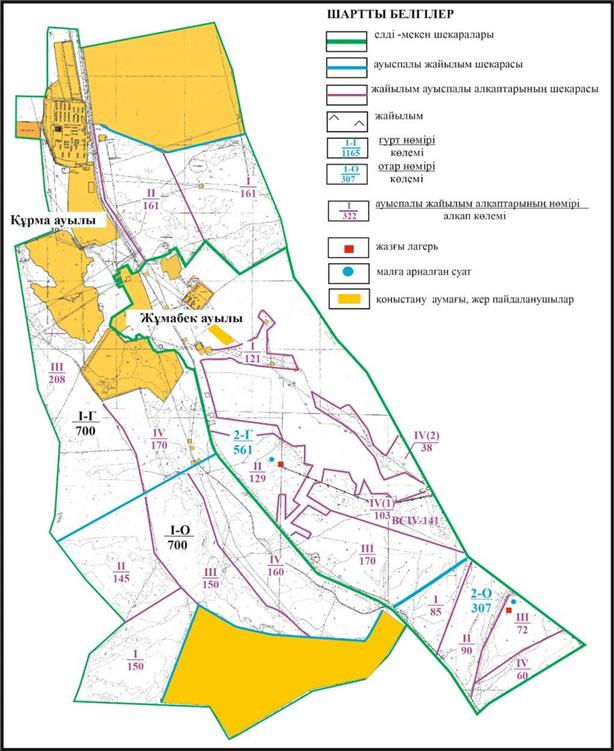 ШАРТТЫ БЕЛГІЛЕР
елді -мекен шекаралары
ауыспалы жайылым шекарасы
жайылым ауыспалы алқаптарының шекарасы
жайылым
1-Г
1165
гурт нөмірі
көлемі
1-О
307
отар нөмірі
көлемі
I
322
ауыспалы жайылым алқаптарының нөмірі
алқап көлемі
жазғы лагерь
малға арналған суат
қоныстану аумағы, жер пайдаланушылар
II
161
I
161
Құрма ауылы
Жұмабек ауылы
I
121
III
208
I-Г
700
IV
170
2-Г
561
II
129
IV(2)
38
IV(1)
103
ВСIV-141
I-О
700
II
145
III
150
IV
160
III
170
I
85
2-О
307
III
72
II
90
IV
60
I
150